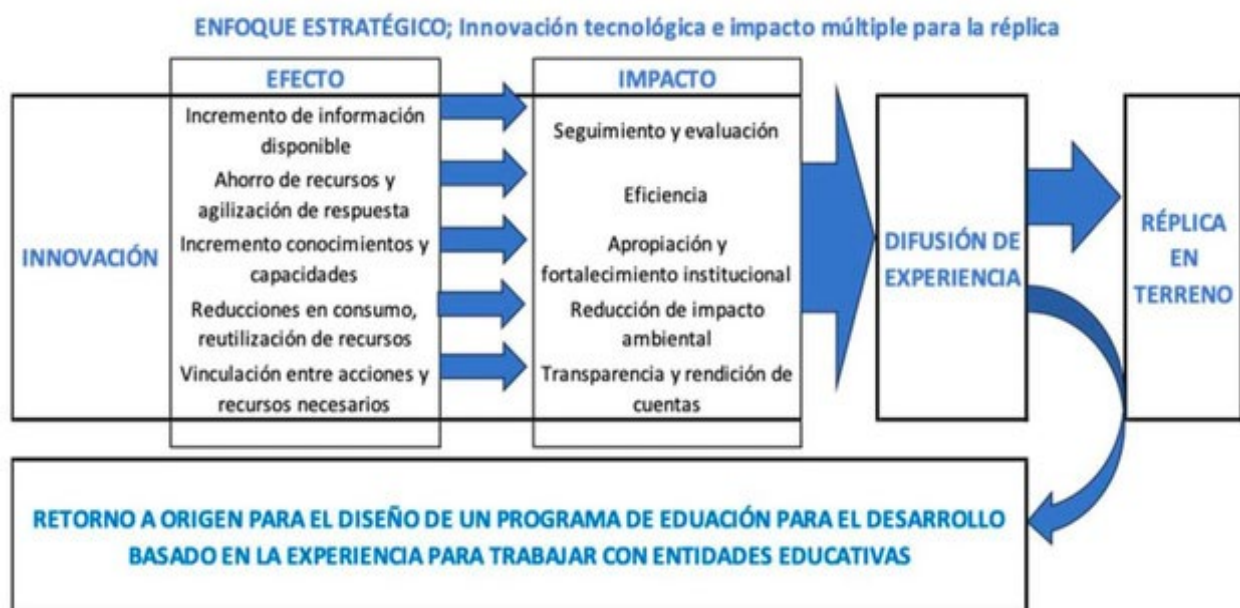 ENFOQUE ESTRATÉGICO; Innovación tecnológica e impacto múltiple para la réplica
EFECTO
IMPACTO
INNOVACIÓN
Incremento de información
disponible
Ahorro de recursos y
agilización de respuesta
Incremento conocimientos y
capacidades
Reducciones en consumo,
reutilización de recursos
Vinculación entre acciones y
recursos necesarios
Seguimiento y evaluación
Eficiencia
Apropiación y
fortalecimiento institucional
Reducción de impacto
ambiental
Transparencia y rendición de
cuentas
DIFUSIÓN DE
EXPERIENCIA
RÉPLICA
EN
TERRENO
RETORNO A ORIGEN PARA EL DISEÑO DE UN PROGRAMA DE EDUACIÓN PARA EL DESARROLLO
BASADO EN LA EXPERIENCIA PARA TRABAJAR CON ENTIDADES EDUCATIVAS